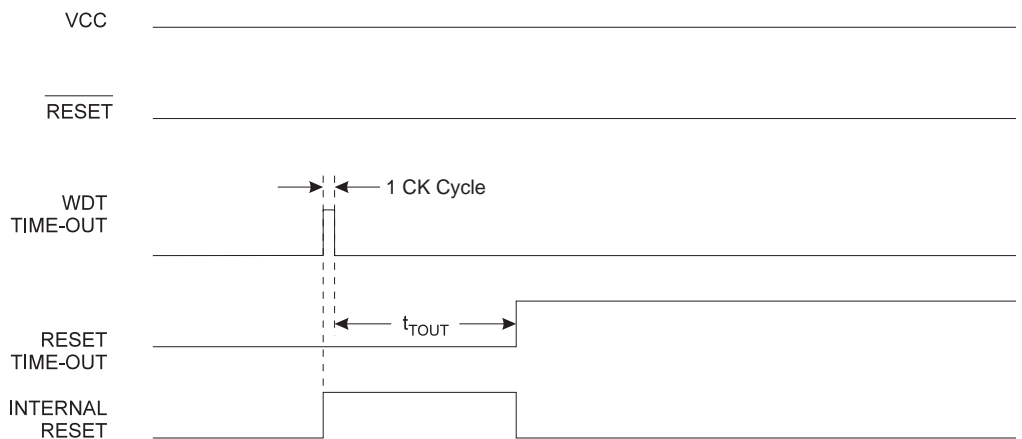 VCC
RESET
WDT
TIME-OUT
1 CK Cycle
RESET
TIME-OUT
tTOUT
INTERNAL
RESET